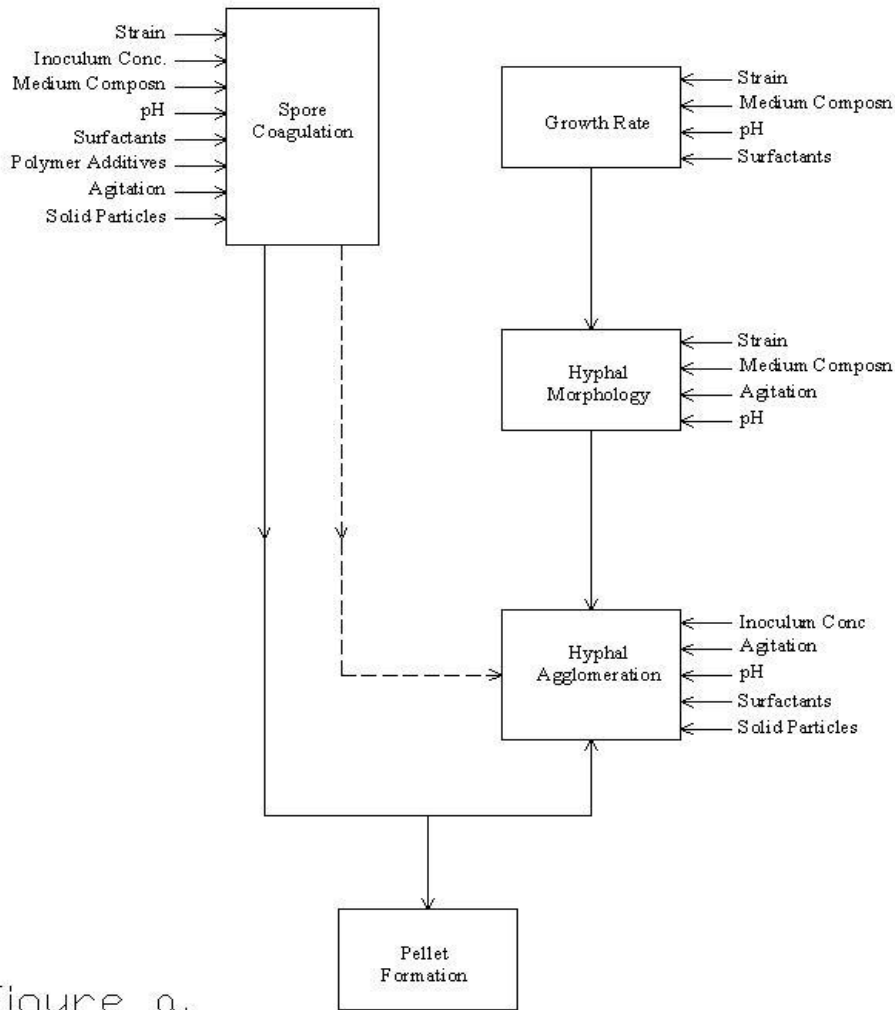 Strain
Inoculum Conc.
Medium Composn
pH
Surfactants
Polymer Additives
Agitation
Solid Particles
Spore
Coagulation
Growth Rate
Strain
Medium Composn
pH
Surfactants
Hyphal
Morphology
Strain
Medium Composn
Agitation
pH
Hyphal
Agglomeration
Inoculum Conc
Agitation
pH
Surfactants
Solid Particles
Pellet
Formation
Figure a.